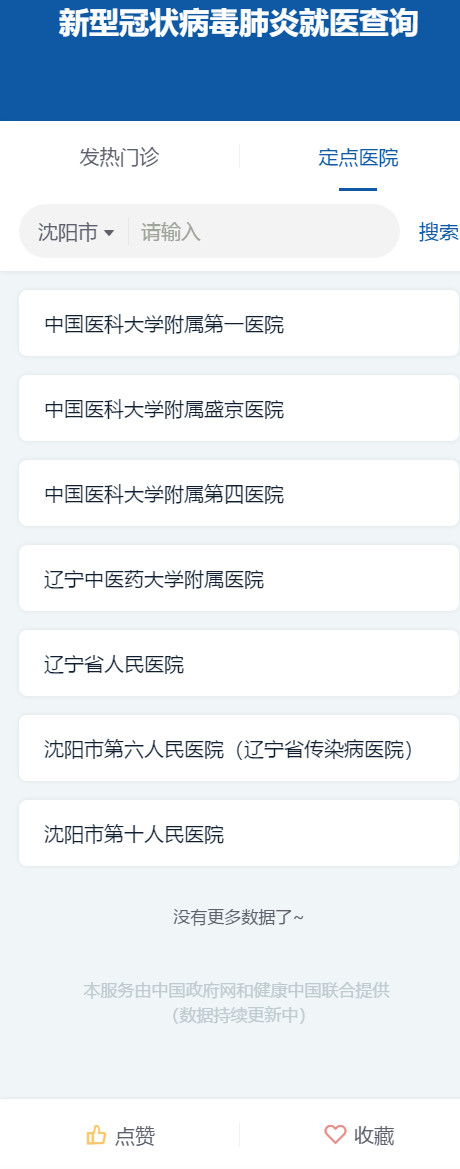 新型冠状病毒肺炎就医查询
发热门诊
定点医院
沈阳市
请输入
搜索
中国医科大学附属第一医院
中国医科大学附属盛京医院
中国医科大学附属第四医院
辽宁中医药大学附属医院
辽宁省人民医院
沈阳市第六人民医院（辽宁省传染病医院）
沈阳市第十人民医院
没有更多数据了~
本服务由中国政府网和健康中国联合提供
（数据持续更新中）
点赞
收藏